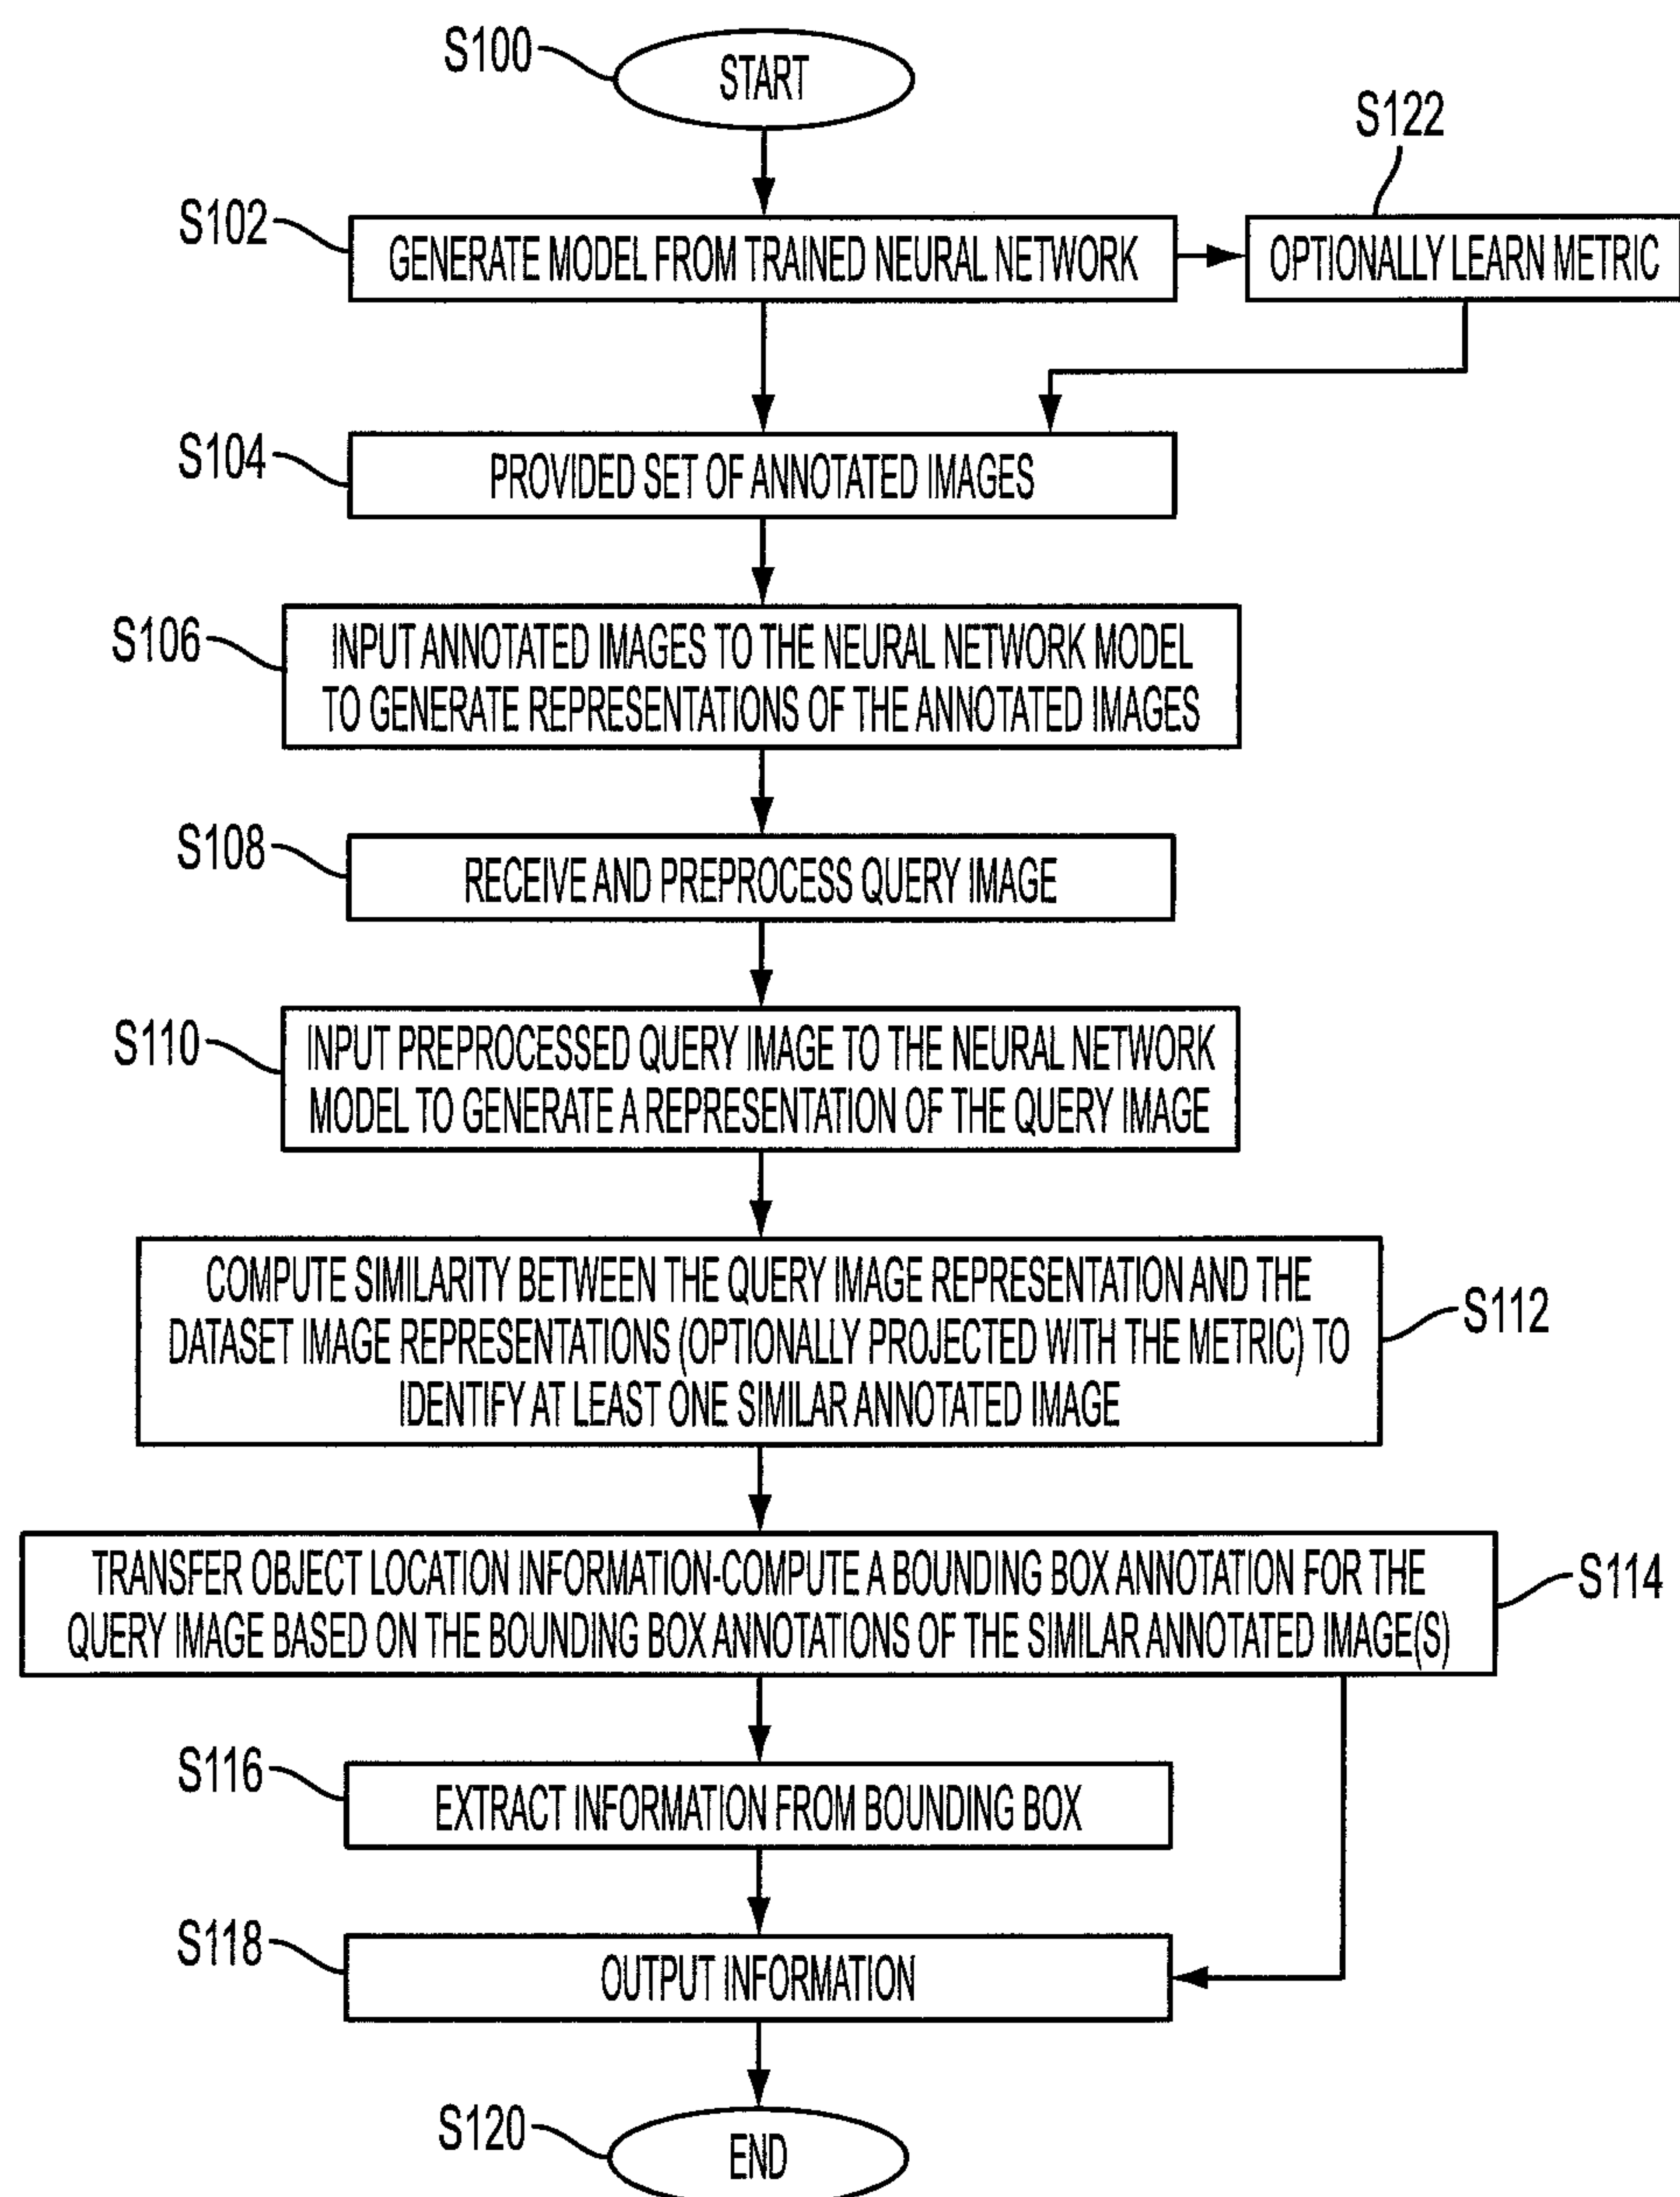 S100
START
S122
S102
GENERATE MODEL FROM TRAINED NEURAL NETWORK
OPTIONALLY LEARN METRIC
S104
PROVIDED SET OF ANNOTATED IMAGES
S106
INPUT ANNOTATED IMAGES TO THE NEURAL NETWORK MODEL
TO GENERATE REPRESENTATIONS OF THE ANNOTATED IMAGES
S108
RECEIVE AND PREPROCESS QUERY IMAGE
S110
INPUT PREPROCESSED QUERY IMAGE TO THE NEURAL NETWORK
MODEL TO GENERATE A REPRESENTATION OF THE QUERY IMAGE
COMPUTE SIMILARITY BETWEEN THE QUERY IMAGE REPRESENTATION AND THE
DATASET IMAGE REPRESENTATIONS (OPTIONALLY PROJECTED WITH THE METRIC) TO
IDENTIFY AT LEAST ONE SIMILAR ANNOTATED IMAGE
S112
TRANSFER OBJECT LOCATION INFORMATION-COMPUTE A BOUNDING BOX ANNOTATION FOR THE
QUERY IMAGE BASED ON THE BOUNDING BOX ANNOTATIONS OF THE SIMILAR ANNOTATED IMAGE(S)
S114
S116
EXTRACT INFORMATION FROM BOUNDING BOX
S118
OUTPUT INFORMATION
S120
END